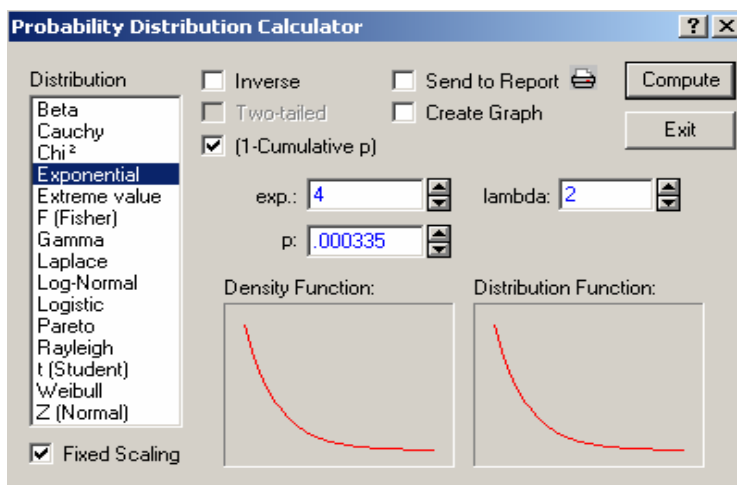 Probability Distribution Calculator
Distribution
Beta
Cauchy
Chi²
Exponential
Extreme value
F (Fisher)
Gamma
Laplace
Log-Normal
Logistic
Pareto
Rayleigh
t (Student)
Weibull
Z (Normal)
Fixed Scaling
Inverse
Two-tailed
(1-Cumulative p)
Send to Report
Create Graph
Compute
Exit
exp.: 4
lambda: 2
p: .000335
Density Function:
Distribution Function: